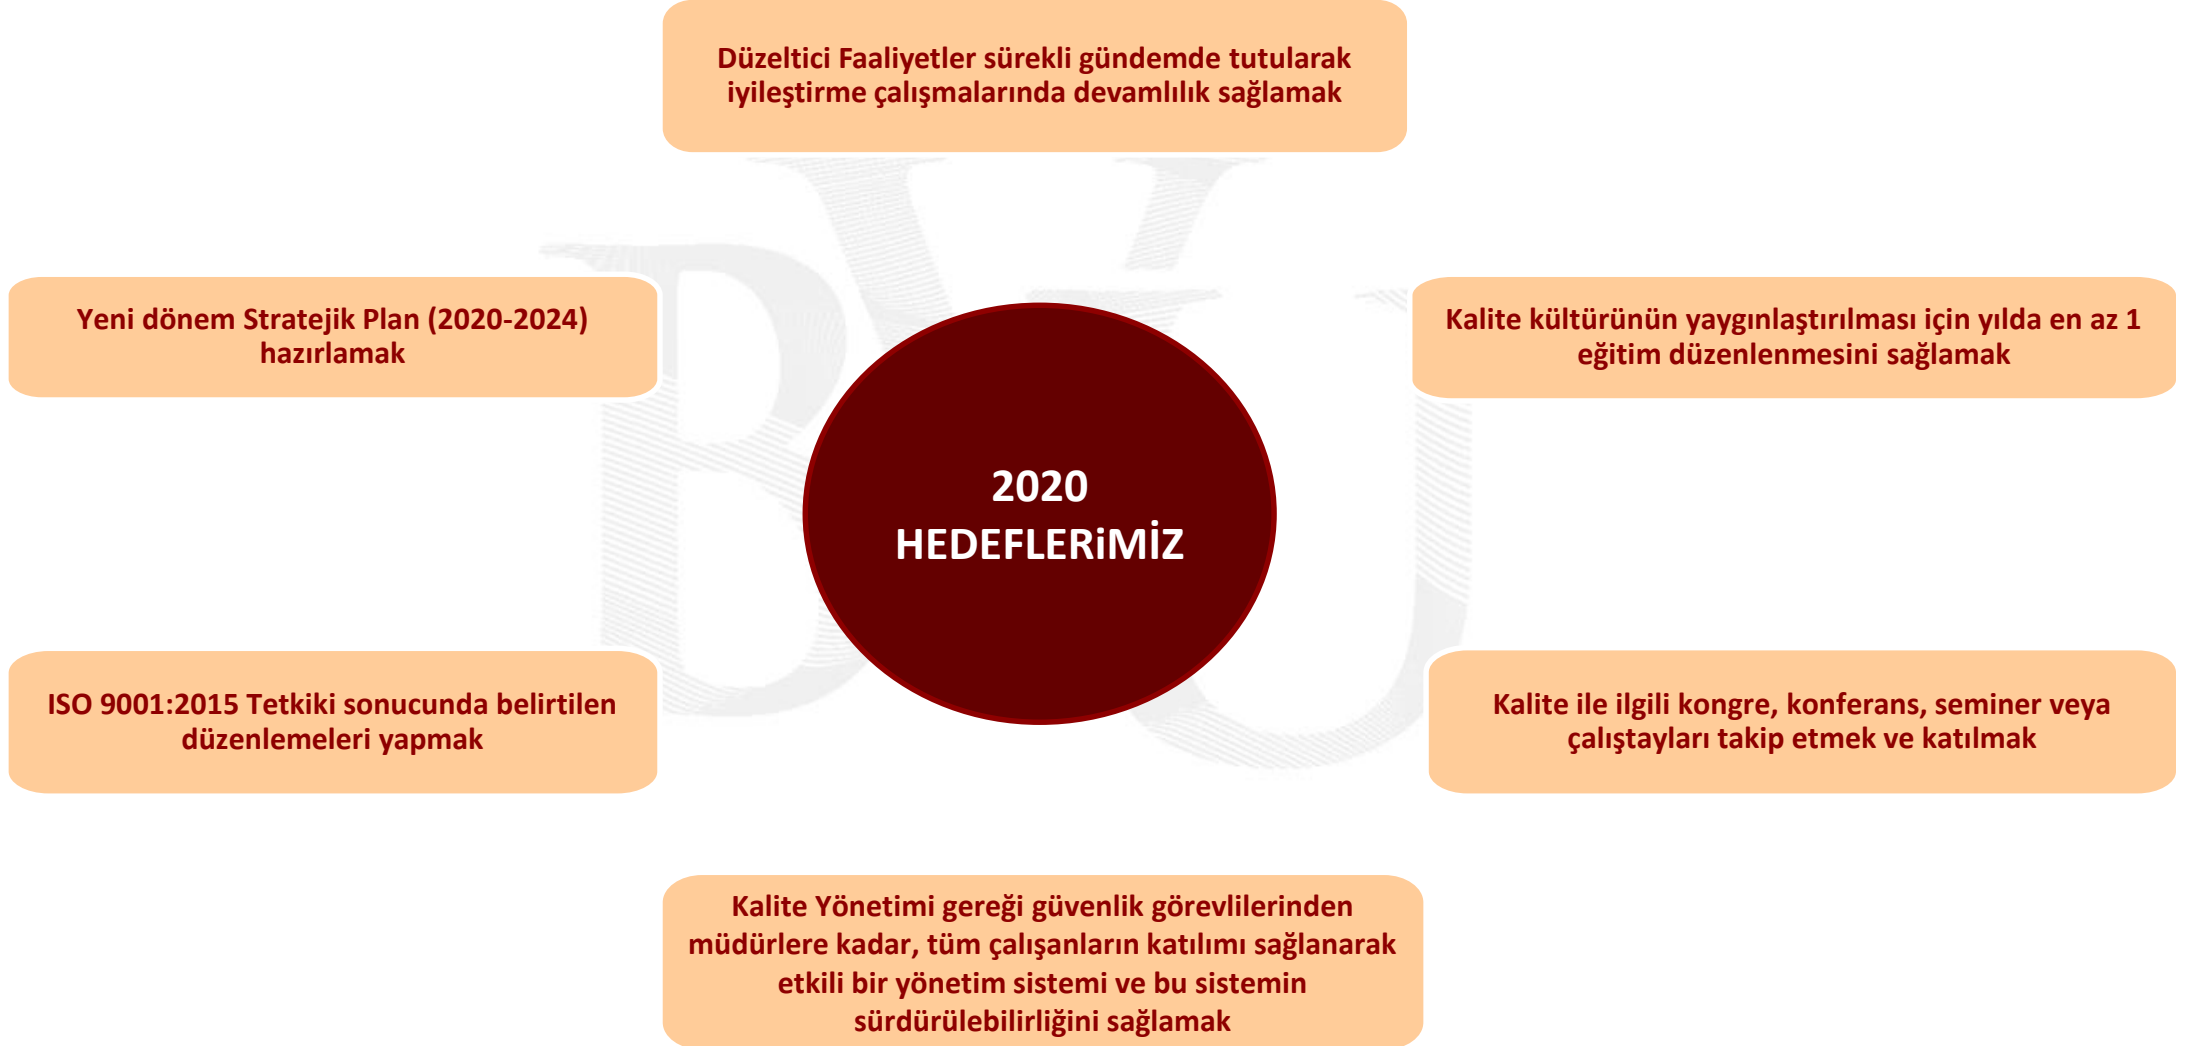 Düzeltici Faaliyetler sürekli gündemde tutularak
iyileştirme çalışmalarında devamlılık sağlamak
Yeni dönem Stratejik Plan (2020-2024)
hazırlamak
Kalite kültürünün yaygınlaştırılması için yılda en az 1
eğitim düzenlenmesini sağlamak
2020
HEDEFLERiMİZ
ISO 9001:2015 Tetkiki sonucunda belirtilen
düzenlemeleri yapmak
Kalite ile ilgili kongre, konferans, seminer veya
çalıştayları takip etmek ve katılmak
Kalite Yönetimi gereği güvenlik görevlilerinden
müdürlere kadar, tüm çalışanların katılımı sağlanarak
etkili bir yönetim sistemi ve bu sistemin
sürdürülebilirliğini sağlamak